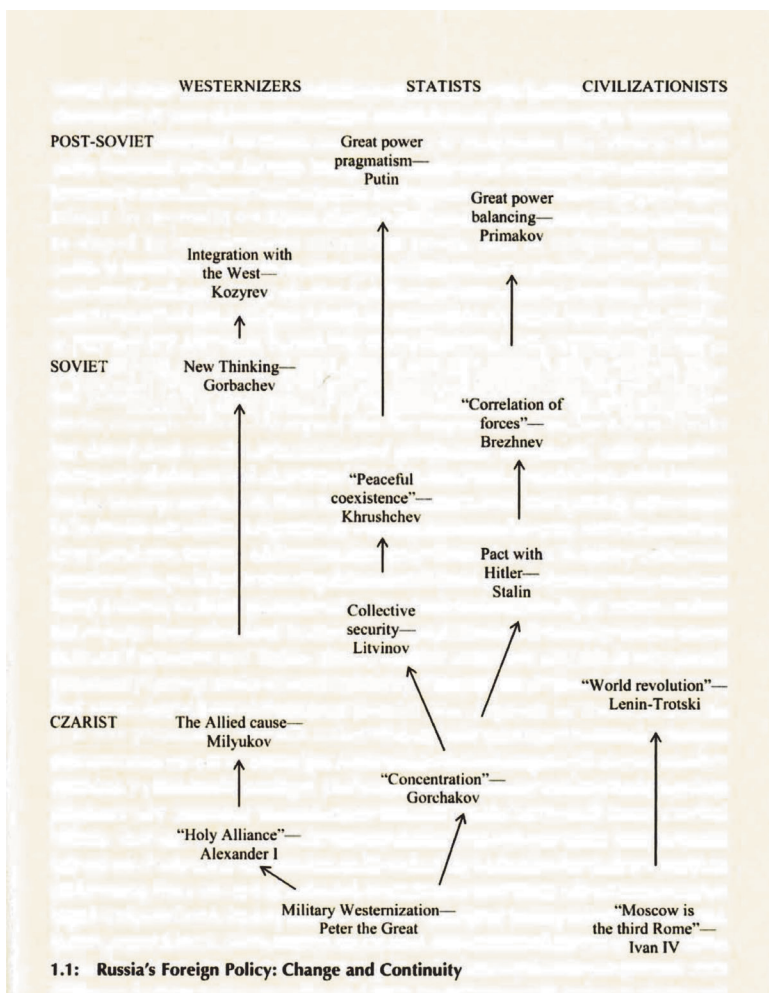 WESTERNIZERS STATISTS CIVILIZATIONISTS
POST-SOVIET
Great power
pragmatism—
Putin
Great power
balancing—
Primakov
Integration with
the West—
Kozyrev
SOVIET
New Thinking—
Gorbachev
“Correlation of
forces”—
Brezhnev
“Peaceful
coexistence”—
Khrushchev
Pact with
Hitler—
Stalin
Collective
security—
Litvinov
“World revolution”—
Lenin-Trotski
CZARIST
The Allied cause—
Milyukov
“Concentration”—
Gorchakov
“Holy Alliance”—
Alexander I
Military Westernization—
Peter the Great
“Moscow is
the third Rome”—
Ivan IV
1.1: Russia’s Foreign Policy: Change and Continuity